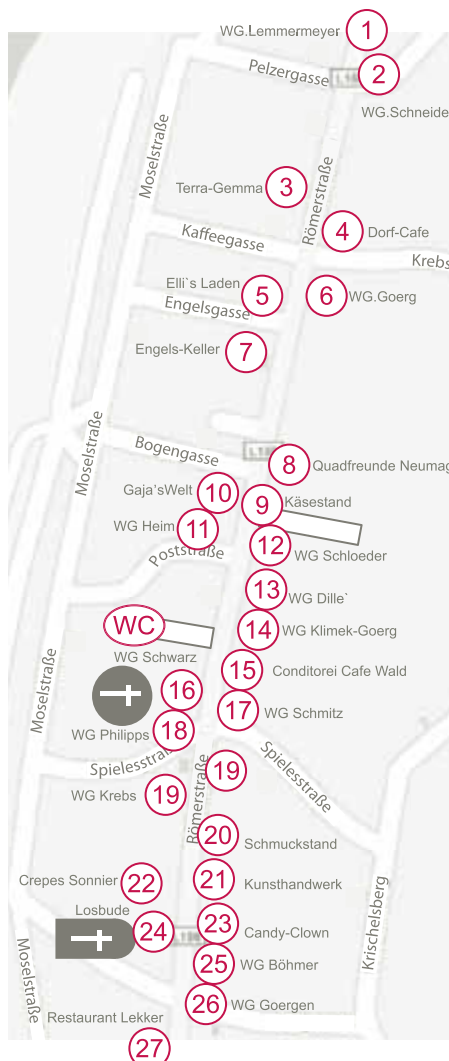 WG.Lemmermeyer 1
Pelzergasse
2
WG.Schneide
Moselstraße
Terra-Gemma 3
Römerstraße
4 Dorf-Cafe
Kaffeegasse
Krebs
Elli`s Laden 5
6 WG.Goerg
Engelsgasse
Engels-Keller 7
Moselstraße
Bogengasse
8 Quadfreunde Neumag
Gaja'sWelt 10
9 Käsestand
WG Heim 11
Poststraße
12 WG Schloeder
13 WG Dille`
WC
14 WG Klimek-Goerg
WG Schwarz
15 Conditorei Cafe Wald
Moselstraße
16
17 WG Schmitz
WG Philipps 18
Spielesstraß
Spielesstraße
19
WG Krebs 19
Römerstraße
20 Schmuckstand
Crepes Sonnier 22
21 Kunsthandwerk
Losbude
24
23 Candy-Clown
Krischelsberg
Moselstraße
25 WG Böhmer
26 WG Goergen
Restaurant Lekker
27